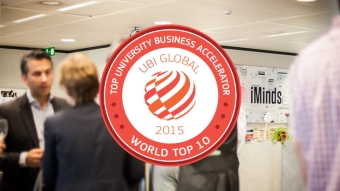 TOP UNIVERSITY BUSINESS ACCELERATOR
UBI GLOBAL
2015
WORLD TOP 10
iMinds